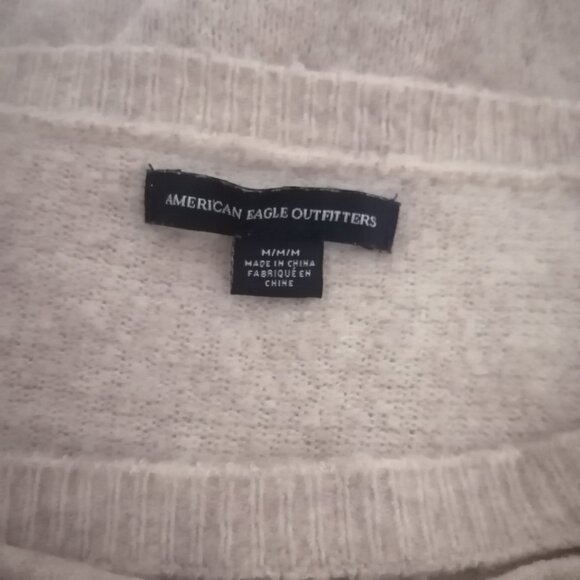 AMERICAN EAGLE OUTFITTERS
M/M/M
MADE IN CHINA
FABRIQUÉ EN
CHINE